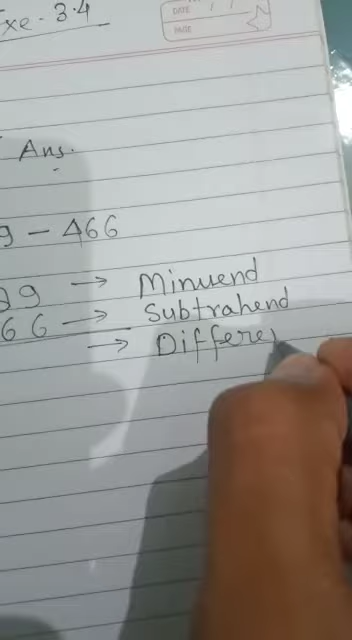 xe - 3.4
DATE / /
PAGE
Ans.
9 - 466
29 → Minuend
66 → Subtrahend
→ Differe